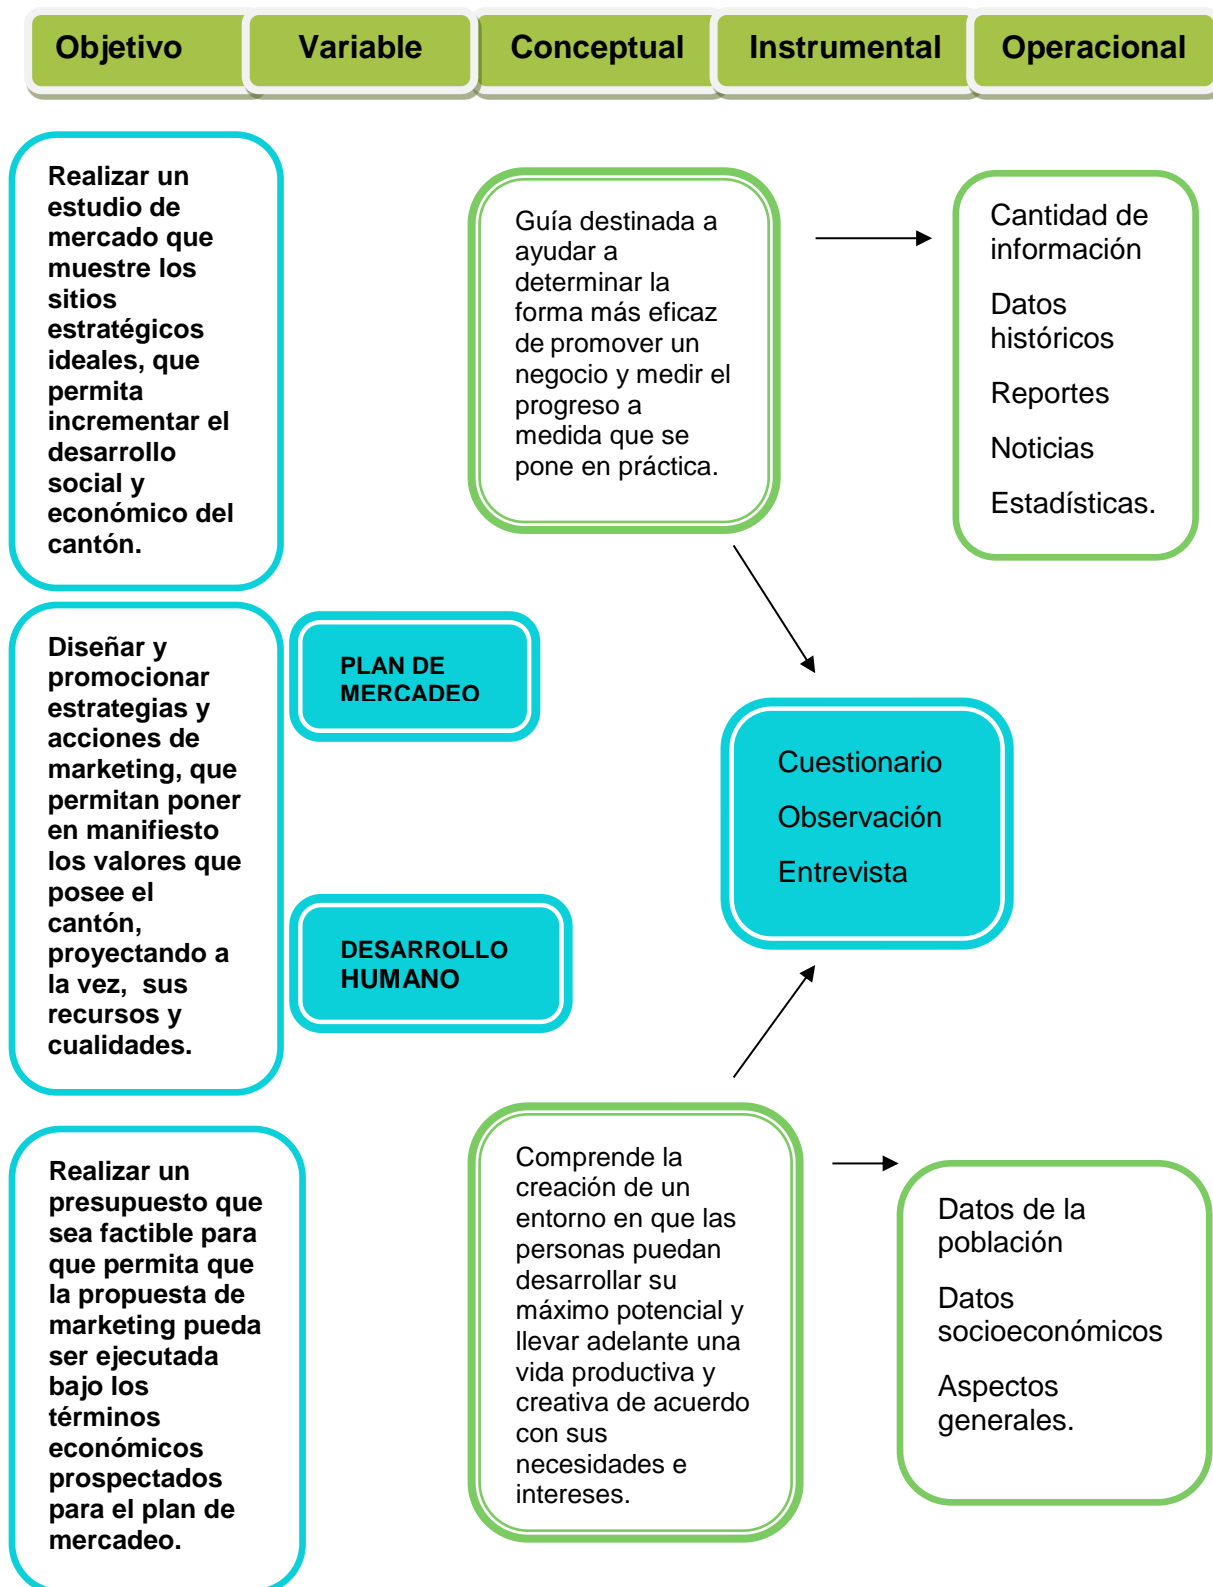 Objetivo
Variable
Conceptual
Instrumental
Operacional
Realizar un
estudio de
mercado que
muestre los
sitios
estratégicos
ideales, que
permita
incrementar el
desarrollo
social y
económico del
cantón.
Diseñar y
promocionar
estrategias y
acciones de
marketing, que
permitan poner
en manifiesto
los valores que
posee el
cantón,
proyectando a
la vez, sus
recursos y
cualidades.
Realizar un
presupuesto que
sea factible para
que permita que
la propuesta de
marketing pueda
ser ejecutada
bajo los
términos
económicos
prospectados
para el plan de
mercadeo.
PLAN DE
MERCADEO
DESARROLLO
HUMANO
Guía destinada a
ayudar a
determinar la
forma más eficaz
de promover un
negocio y medir el
progreso a
medida que se
pone en práctica.
Comprende la
creación de un
entorno en que las
personas puedan
desarrollar su
máximo potencial y
llevar adelante una
vida productiva y
creativa de acuerdo
con sus
necesidades e
intereses.
Cuestionario
Observación
Entrevista
Cantidad de
información
Datos
históricos
Reportes
Noticias
Estadísticas.
Datos de la
población
Datos
socioeconómicos
Aspectos
generales.